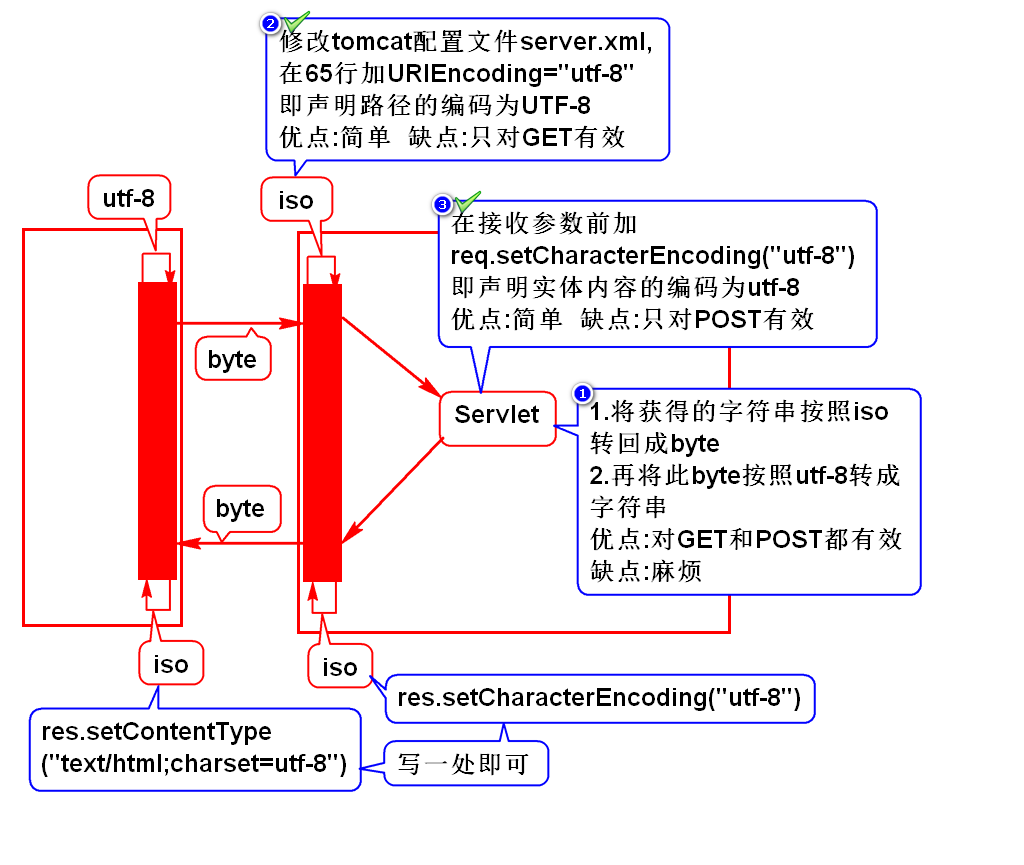 2
修改tomcat配置文件server.xml,
在65行加URIEncoding="utf-8"
即声明路径的编码为UTF-8
优点:简单 缺点:只对GET有效
utf-8
iso
3
在接收参数前加
req.setCharacterEncoding("utf-8")
即声明实体内容的编码为utf-8
优点:简单 缺点:只对POST有效
byte
Servlet
1
1.将获得的字符串按照iso
转回成byte
2.再将此byte按照utf-8转成
字符串
优点:对GET和POST都有效
缺点:麻烦
byte
iso
iso
res.setCharacterEncoding("utf-8")
res.setContentType
("text/html;charset=utf-8")
写一处即可